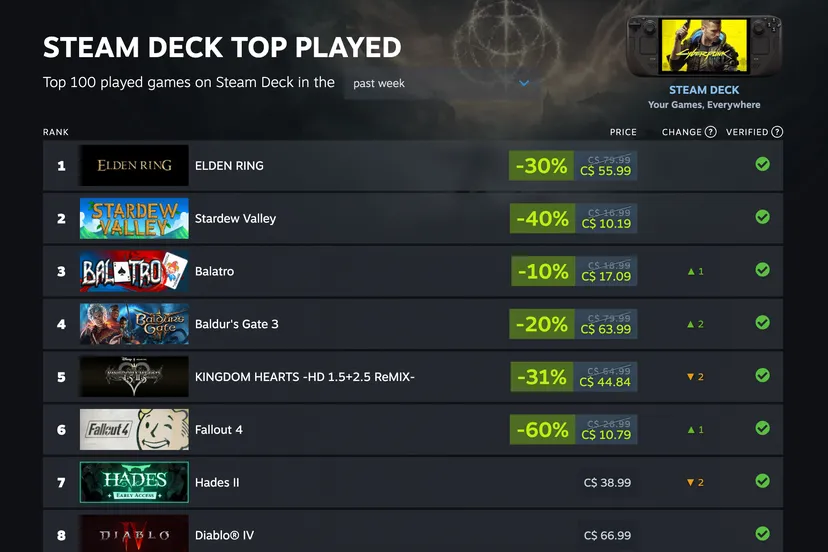 STEAM DECK TOP PLAYED
Top 100 played games on Steam Deck in the past week
CYBERPUNK
STEAM DECK
Your Games, Everywhere
RANK PRICE CHANGE ? VERIFIED ?
1 ELDEN RING ELDEN RING -30% C$ 79.99 C$ 55.99
2 STARDEW VALLEY Stardew Valley -40% C$ 16.99 C$ 10.19
3 BALATRO Balatro -10% C$ 18.99 C$ 17.09 ▲ 1
4 Baldur's Gate Baldur's Gate 3 -20% C$ 79.99 C$ 63.99 ▲ 2
5 KINGDOM HEARTS -HD 1.5+2.5 ReMIX- -31% C$ 64.99 C$ 44.84 ▼ 2
6 Fallout 4 Fallout 4 -60% C$ 26.99 C$ 10.79 ▲ 1
7 HADES II EARLY ACCESS Hades II C$ 38.99 ▼ 2
8 DIABLO IV Diablo® IV C$ 66.99